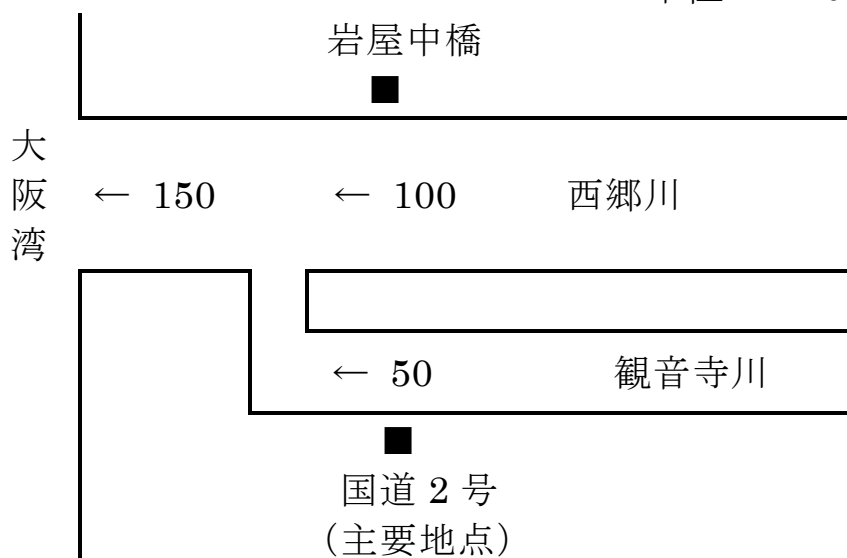 岩屋中橋
■
大阪湾
← 150
← 100
西郷川
← 50
観音寺川
■
国道 2 号
(主要地点)